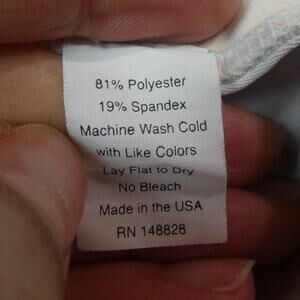 81% Polyester
19% Spandex
Machine Wash Cold
with Like Colors
Lay Flat to Dry
No Bleach
Made in the USA
RN 148828